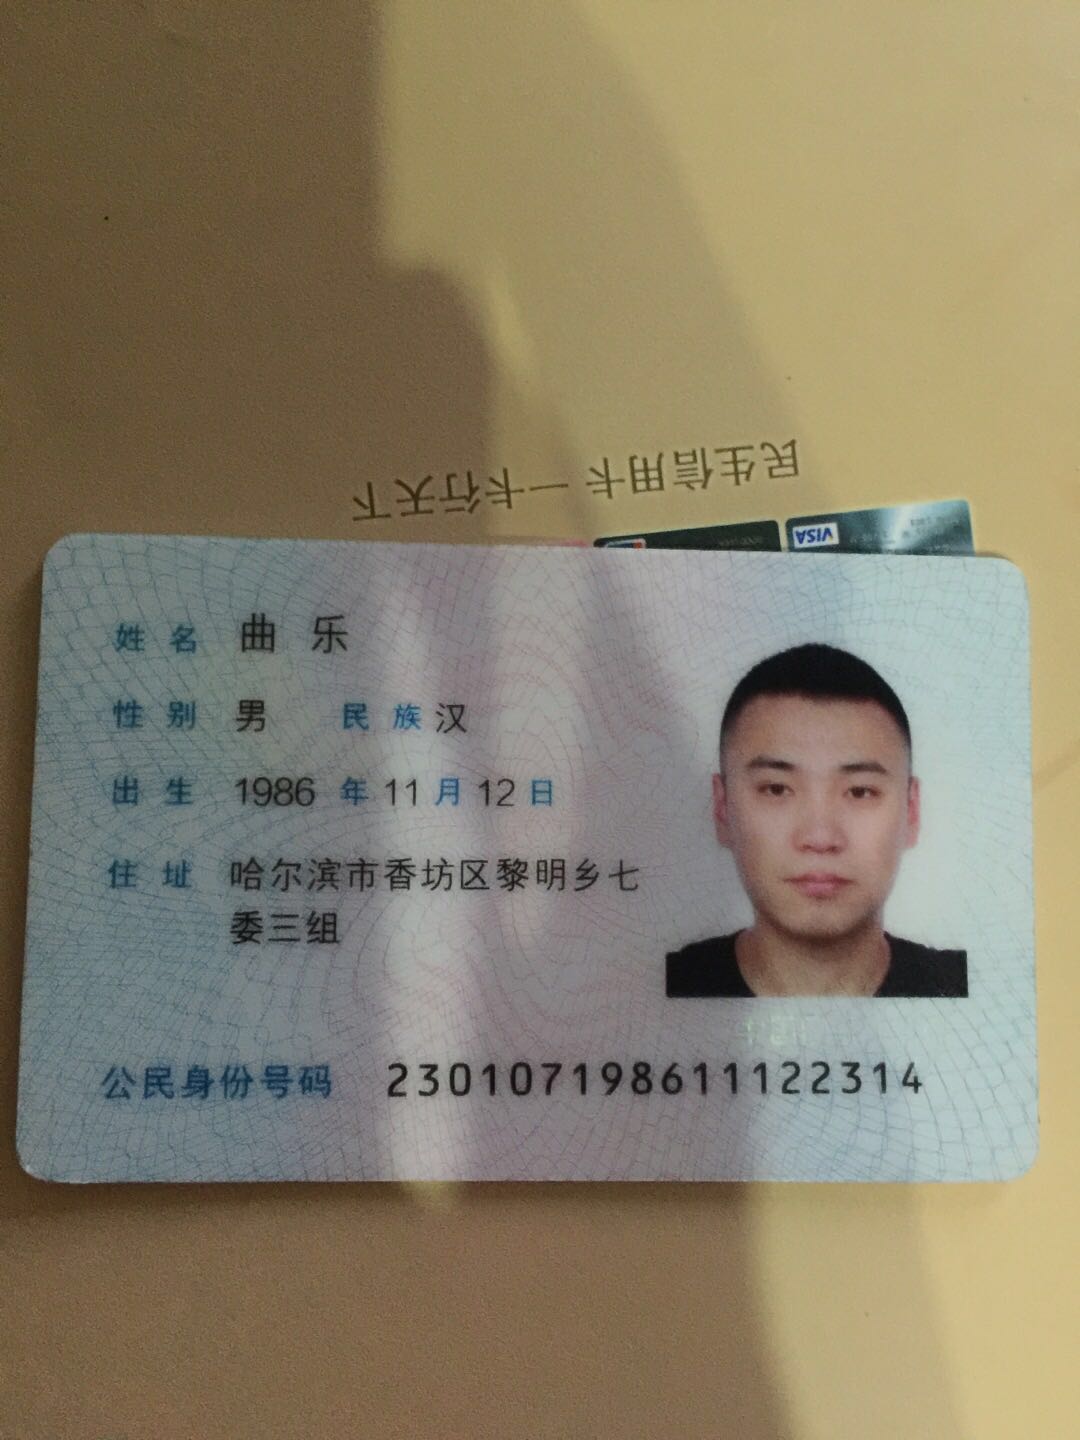 民生信用卡 一卡行天下
VISA
姓名 曲乐
性别 男 民族 汉
出生 1986 年 11 月 12 日
住址 哈尔滨市香坊区黎明乡七
委三组
公民身份号码 230107198611122314